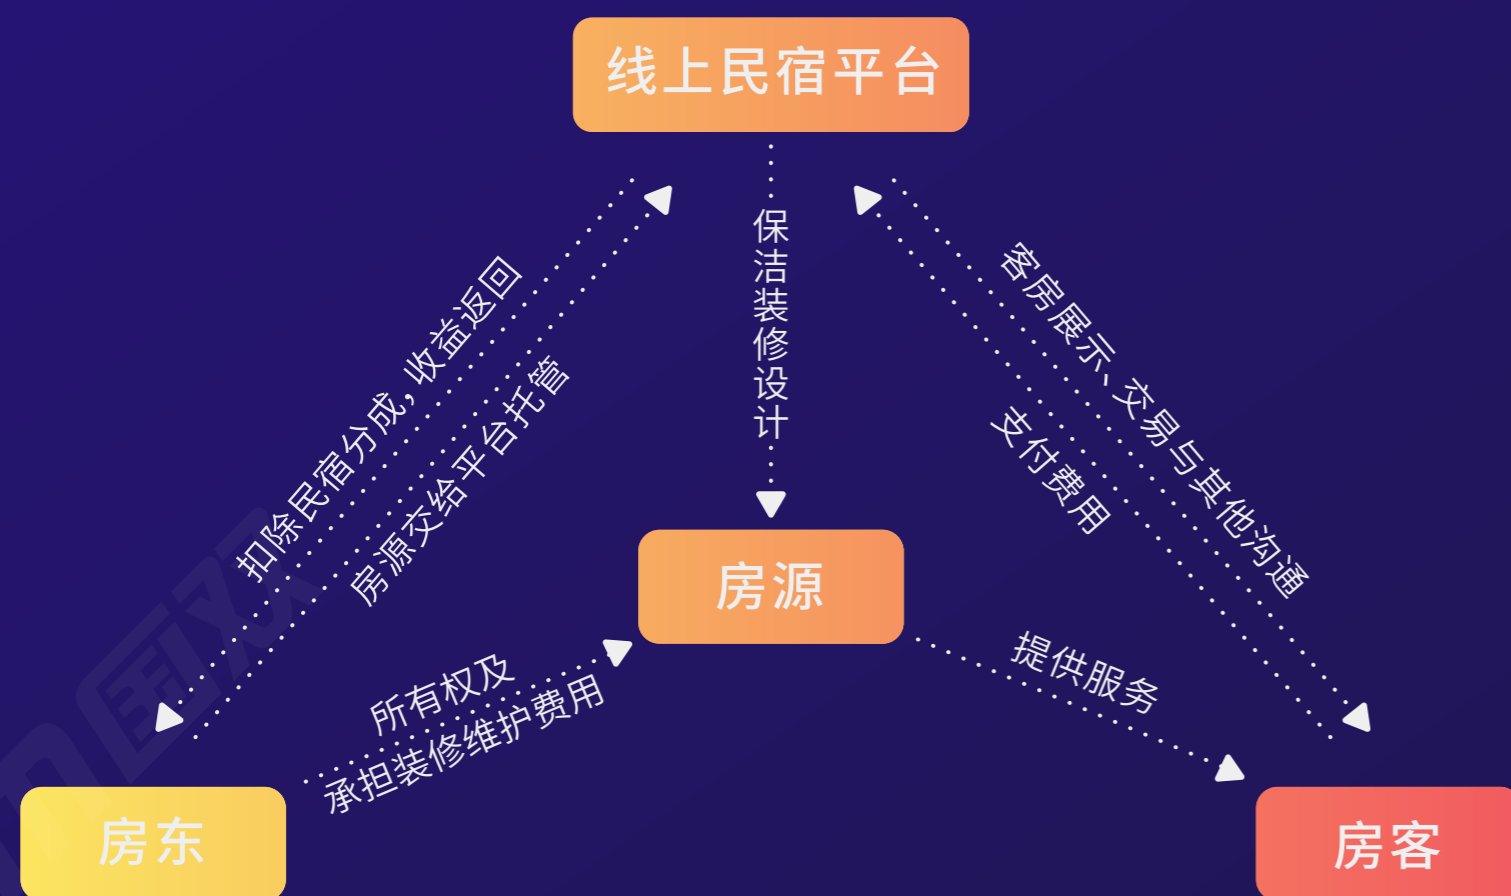 线上民宿平台
扣除民宿分成，收益返回
房源交给平台托管
保洁装修设计
客房展示、交易与其他沟通
支付费用
房源
所有权及
承担装修维护费用
提供服务
房东
房客
国双